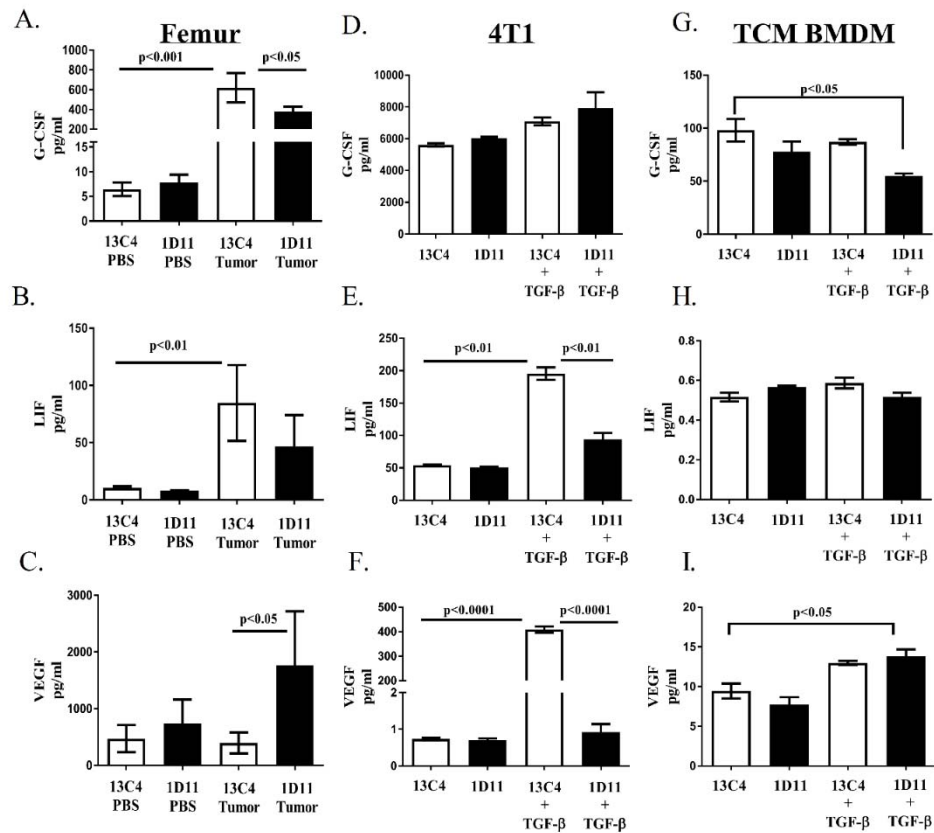 A.
Femur
G-CSF
pg/ml
1000
800
600
400
200
15
10
5
0
p<0.001
p<0.05
13C4
PBS
1D11
PBS
13C4
Tumor
1D11
Tumor
D.
4T1
G-CSF
pg/ml
10000
8000
6000
4000
2000
0
13C4
1D11
13C4
+
TGF-β
1D11
+
TGF-β
G.
TCM BMDM
G-CSF
pg/ml
150
100
50
0
p<0.05
13C4
1D11
13C4
+
TGF-β
1D11
+
TGF-β
B.
LIF
pg/ml
150
100
50
0
p<0.01
13C4
PBS
1D11
PBS
13C4
Tumor
1D11
Tumor
E.
LIF
pg/ml
200
150
100
50
0
p<0.01
p<0.01
13C4
1D11
13C4
+
TGF-β
1D11
+
TGF-β
H.
LIF
pg/ml
0.8
0.6
0.4
0.2
0.0
13C4
1D11
13C4
+
TGF-β
1D11
+
TGF-β
C.
VEGF
pg/ml
3000
2000
1000
0
p<0.05
13C4
PBS
1D11
PBS
13C4
Tumor
1D11
Tumor
F.
VEGF
pg/ml
500
400
300
200
2
1
0
p<0.0001
p<0.0001
13C4
1D11
13C4
+
TGF-β
1D11
+
TGF-β
I.
VEGF
pg/ml
20
15
10
5
0
p<0.05
13C4
1D11
13C4
+
TGF-β
1D11
+
TGF-β